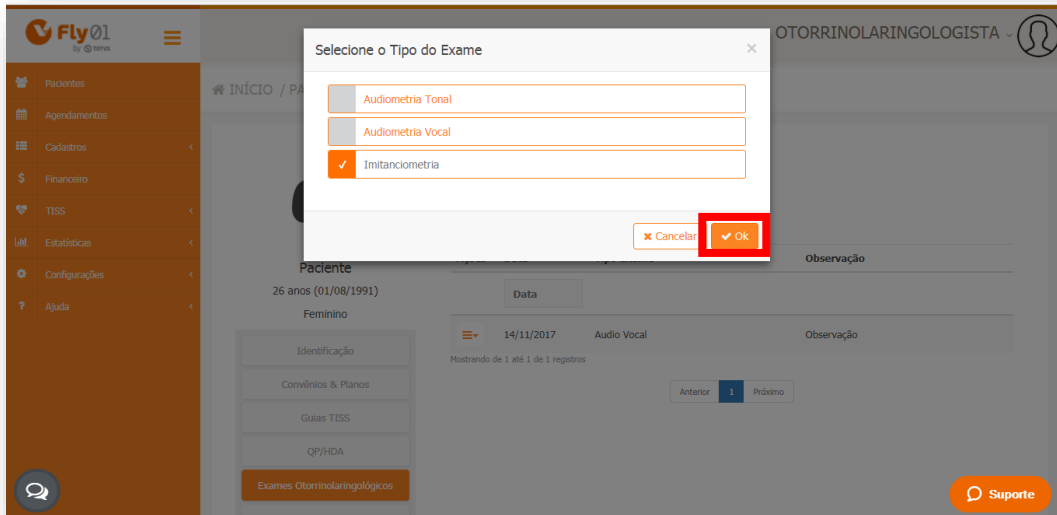 Fly01
by nerus
OTORRINOLARINGOLOGISTA
Selecione o Tipo do Exame
×
Audiometria Tonal
Audiometria Vocal
Imitanciometria
Cancelar
Ok
Pacientes
Agendamentos
Cadastros
Financeiro
TISS
Estatísticas
Configurações
Ajuda
INÍCIO / PA
Paciente
26 anos (01/08/1991)
Feminino
Identificação
Convênios & Planos
Guias TISS
QP/HDA
Exames Otorrinolaringológicos
Observação
Data
14/11/2017 Audio Vocal Observação
Mostrando de 1 até 1 de 1 registros
Anterior 1 Próximo
Suporte